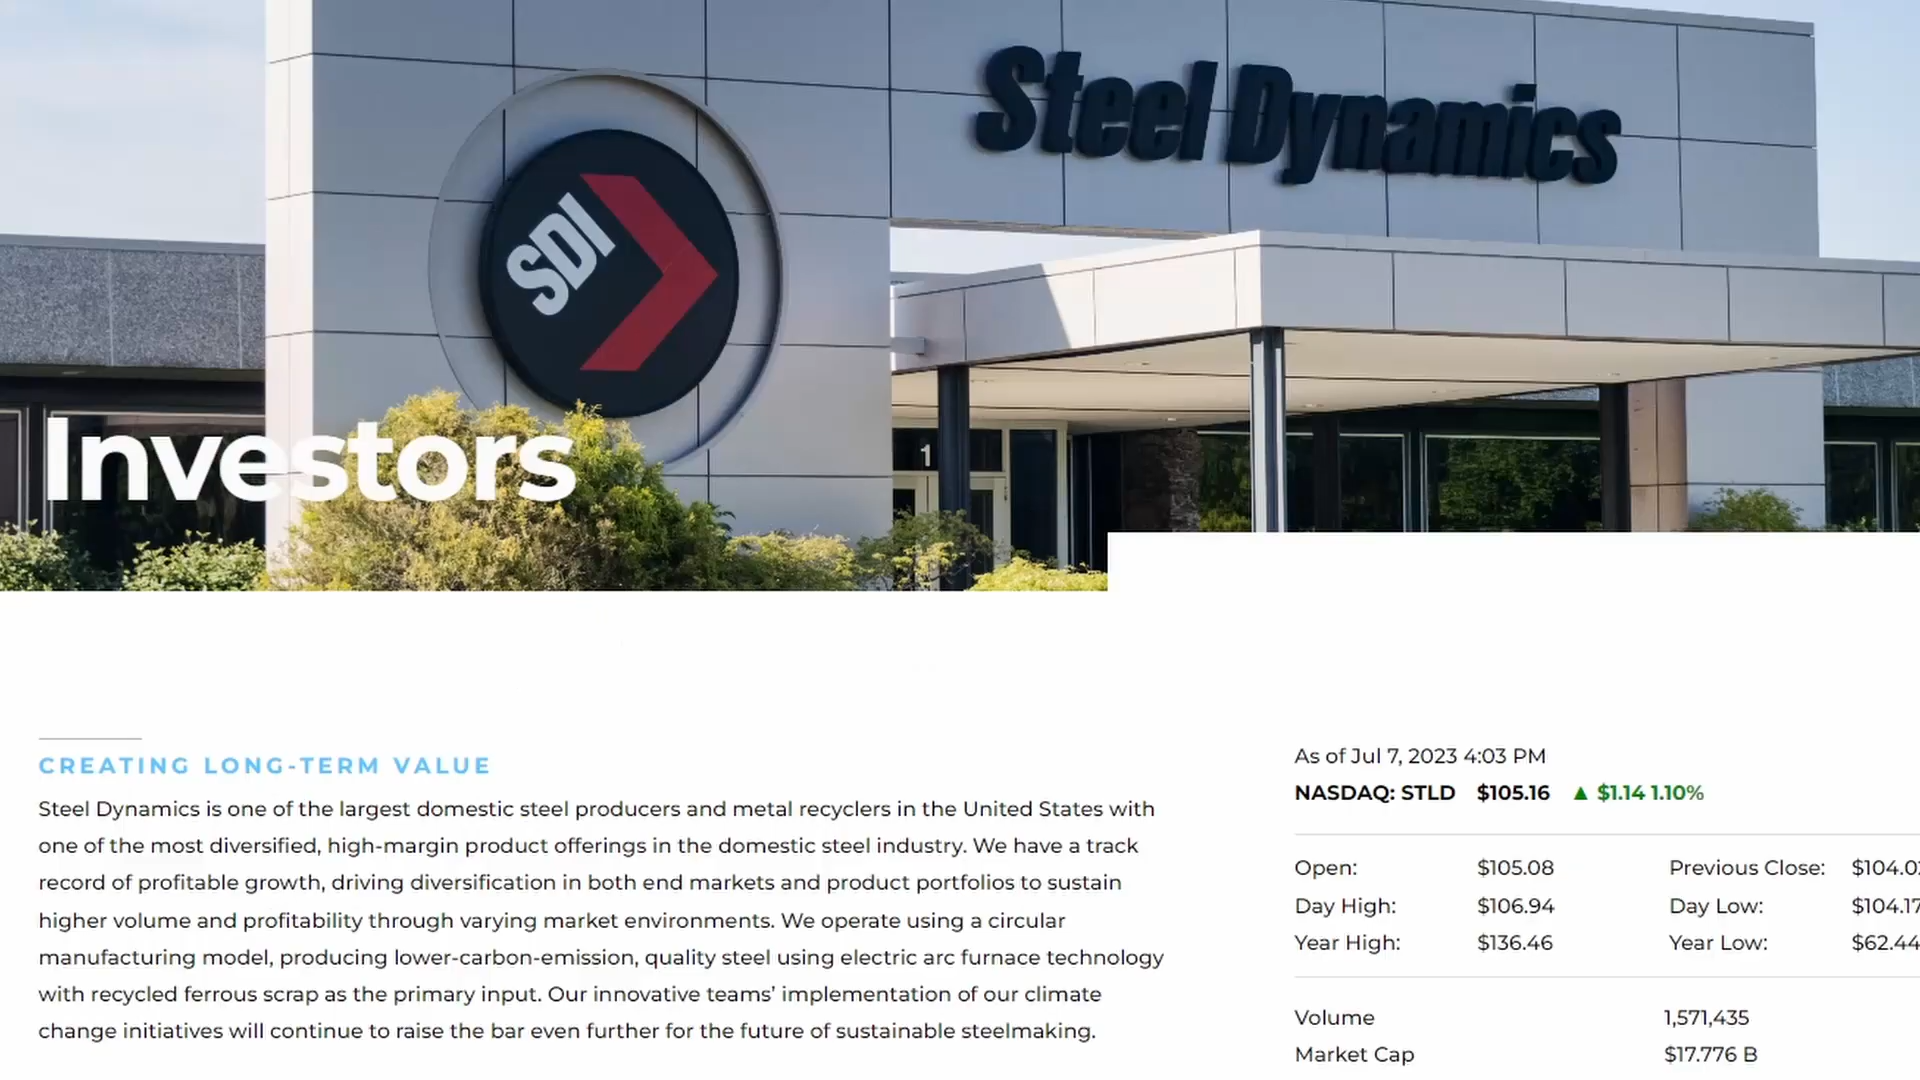 Steel Dynamics
SDI
Investors
1
CREATING LONG-TERM VALUE
Steel Dynamics is one of the largest domestic steel producers and metal recyclers in the United States with
one of the most diversified, high-margin product offerings in the domestic steel industry. We have a track
record of profitable growth, driving diversification in both end markets and product portfolios to sustain
higher volume and profitability through varying market environments. We operate using a circular
manufacturing model, producing lower-carbon-emission, quality steel using electric arc furnace technology
with recycled ferrous scrap as the primary input. Our innovative teams’ implementation of our climate
change initiatives will continue to raise the bar even further for the future of sustainable steelmaking.
As of Jul 7, 2023 4:03 PM
NASDAQ: STLD $105.16 ▲ $1.14 1.10%
Open: $105.08 Previous Close:
Day High: $106.94 Day Low: $104.17
Year High: $136.46 Year Low: $62.44
Volume 1,571,435
Market Cap $17.776 B